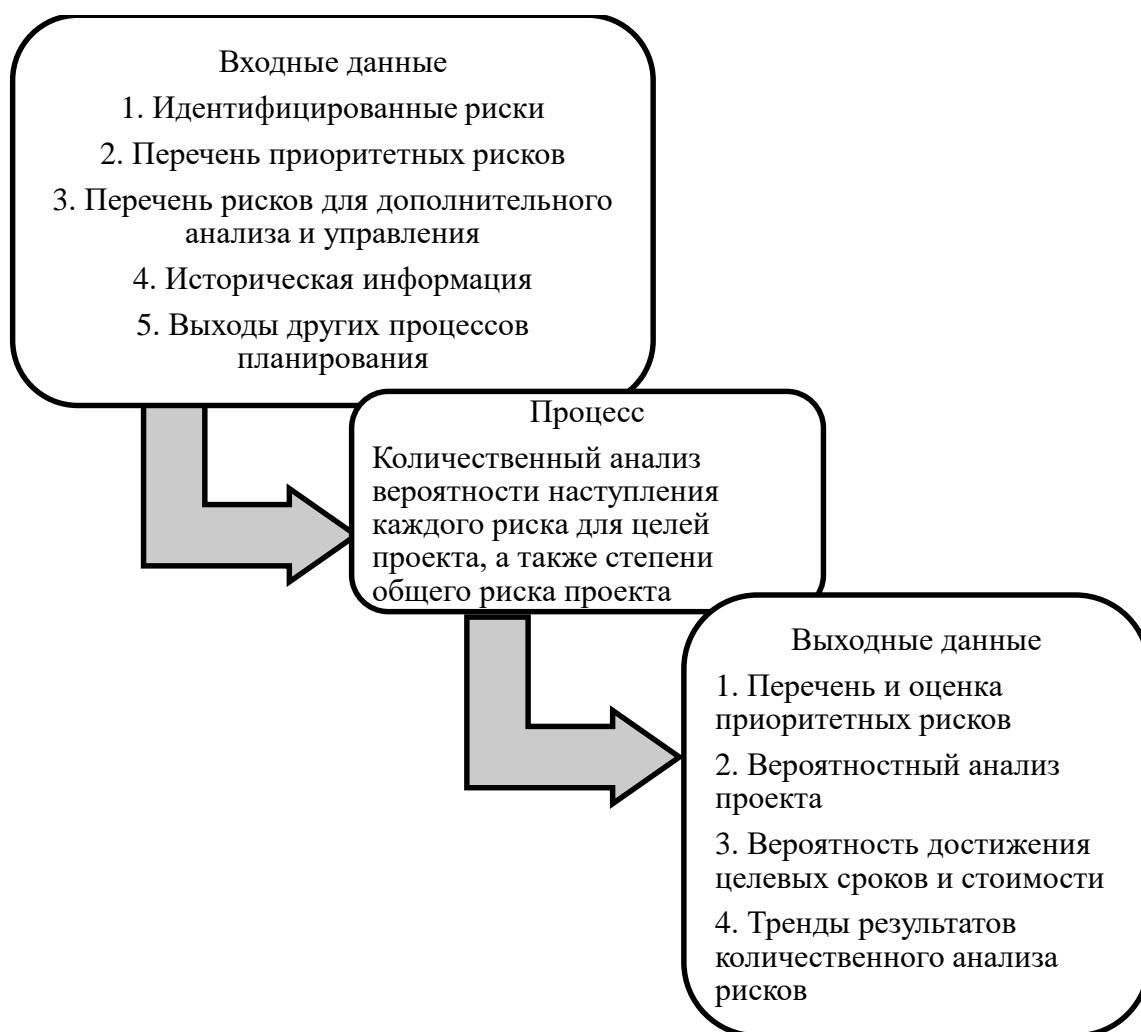 Входные данные
1. Идентифицированные риски
2. Перечень приоритетных рисков
3. Перечень рисков для дополнительного
анализа и управления
4. Историческая информация
5. Выходы других процессов
планирования
Процесс
Количественный анализ
вероятности наступления
каждого риска для целей
проекта, а также степени
общего риска проекта
Выходные данные
1. Перечень и оценка
приоритетных рисков
2. Вероятностный анализ
проекта
3. Вероятность достижения
целевых сроков и стоимости
4. Тренды результатов
количественного анализа
рисков